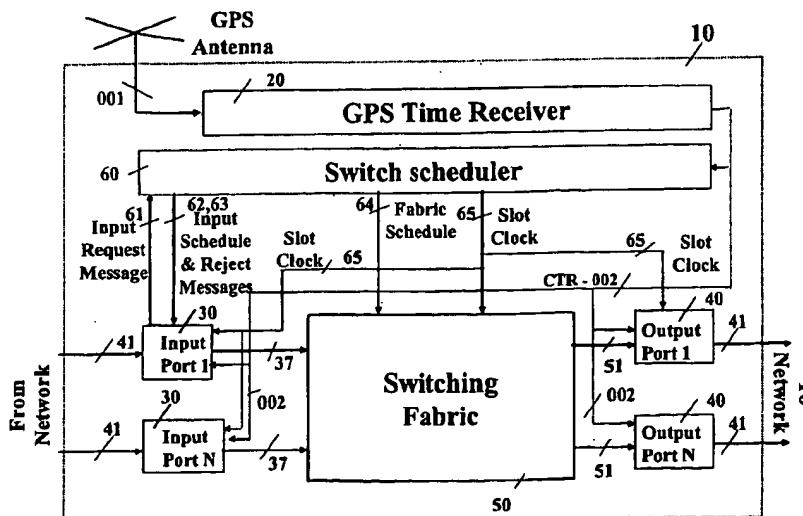 GPS
Antenna
10
001
20
GPS Time Receiver
60
Switch scheduler
61
62,63
64
65
Input
Request
Message
Input
Schedule
& Reject
Messages
Fabric
Schedule
Slot
Clock
Slot
Clock
65
65
Slot
Clock
CTR - 002
30
40
41
Input
Port 1
37
51
Output
Port 1
41
Switching
Fabric
002
002
30
40
41
Input
Port N
37
51
Output
Port N
41
50
From
Network
Network